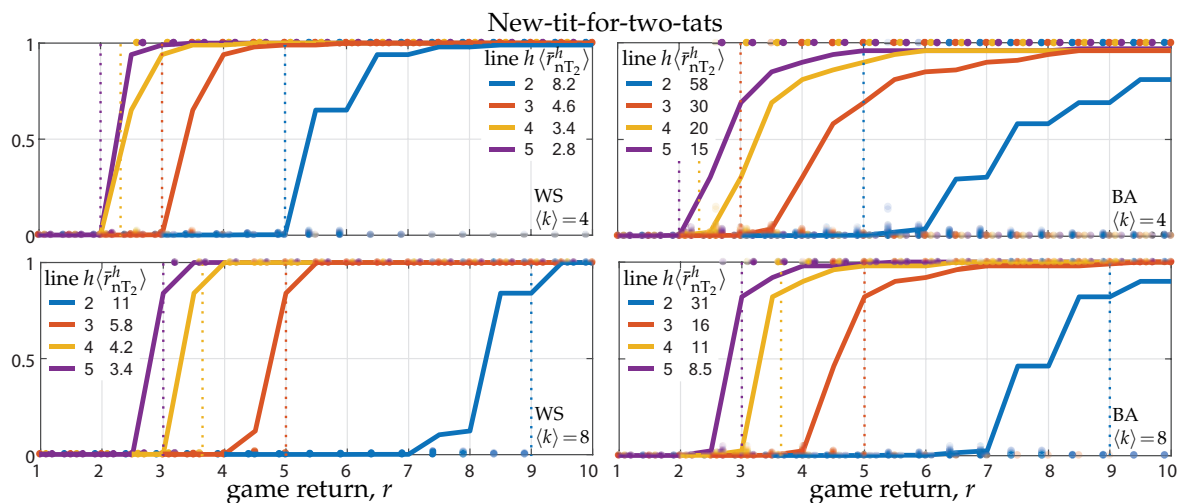 New-tit-for-two-tats
1
0.5
0
line h ⟨r̄ʰnT₂⟩
2 8.2
3 4.6
4 3.4
5 2.8
WS
⟨k⟩=4
line h ⟨r̄ʰnT₂⟩
2 58
3 30
4 20
5 15
BA
⟨k⟩=4
1
0.5
0
line h ⟨r̄ʰnT₂⟩
2 11
3 5.8
4 4.2
5 3.4
WS
⟨k⟩=8
1 2 3 4 5 6 7 8 9 10
game return, r
line h ⟨r̄ʰnT₂⟩
2 31
3 16
4 11
5 8.5
BA
⟨k⟩=8
1 2 3 4 5 6 7 8 9 10
game return, r